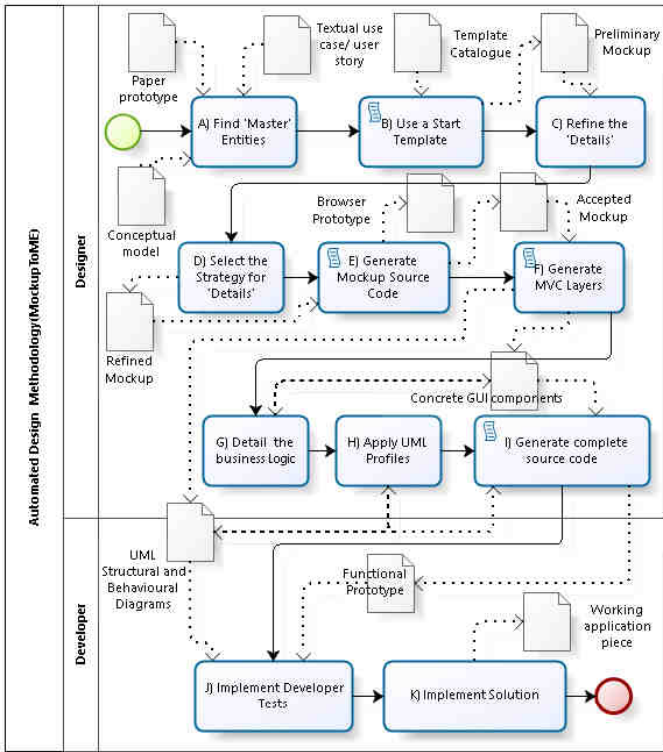 Automated Design Methodology(MockupToME)
Designer
Paper
prototype
Textual use
case/ user
story
Template
Catalogue
Preliminary
Mockup
A) Find 'Master'
Entities
B) Use a Start
Template
C) Refine the
'Details'
Conceptual
model
Browser
Prototype
Accepted
Mockup
D) Select the
Strategy for
'Details'
E) Generate
Mockup Source
Code
F) Generate
MVC Layers
Refined
Mockup
Concrete GUI components
G) Detail the
business Logic
H) Apply UML
Profiles
I) Generate complete
source code
Developer
UML
Structural and
Behavioural
Diagrams
Functional
Prototype
Working
application
piece
J) Implement Developer
Tests
K) Implement Solution